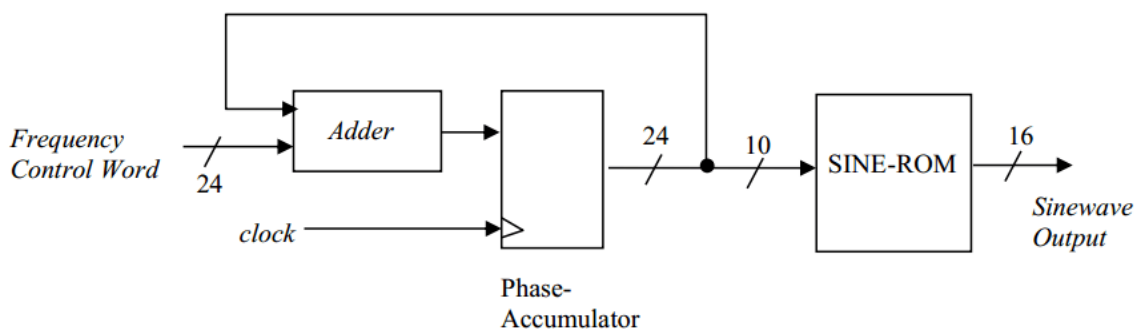 Frequency
Control Word
24
Adder
clock
Phase-
Accumulator
24
10
SINE-ROM
16
Sinewave
Output